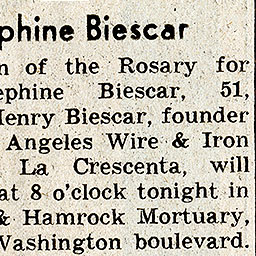 phine Biescar
n of the Rosary for
ephine Biescar, 51,
Henry Biescar, founder
Angeles Wire & Iron
La Crescenta, will
at 8 o'clock tonight in
& Hamrock Mortuary,
Washington boulevard.